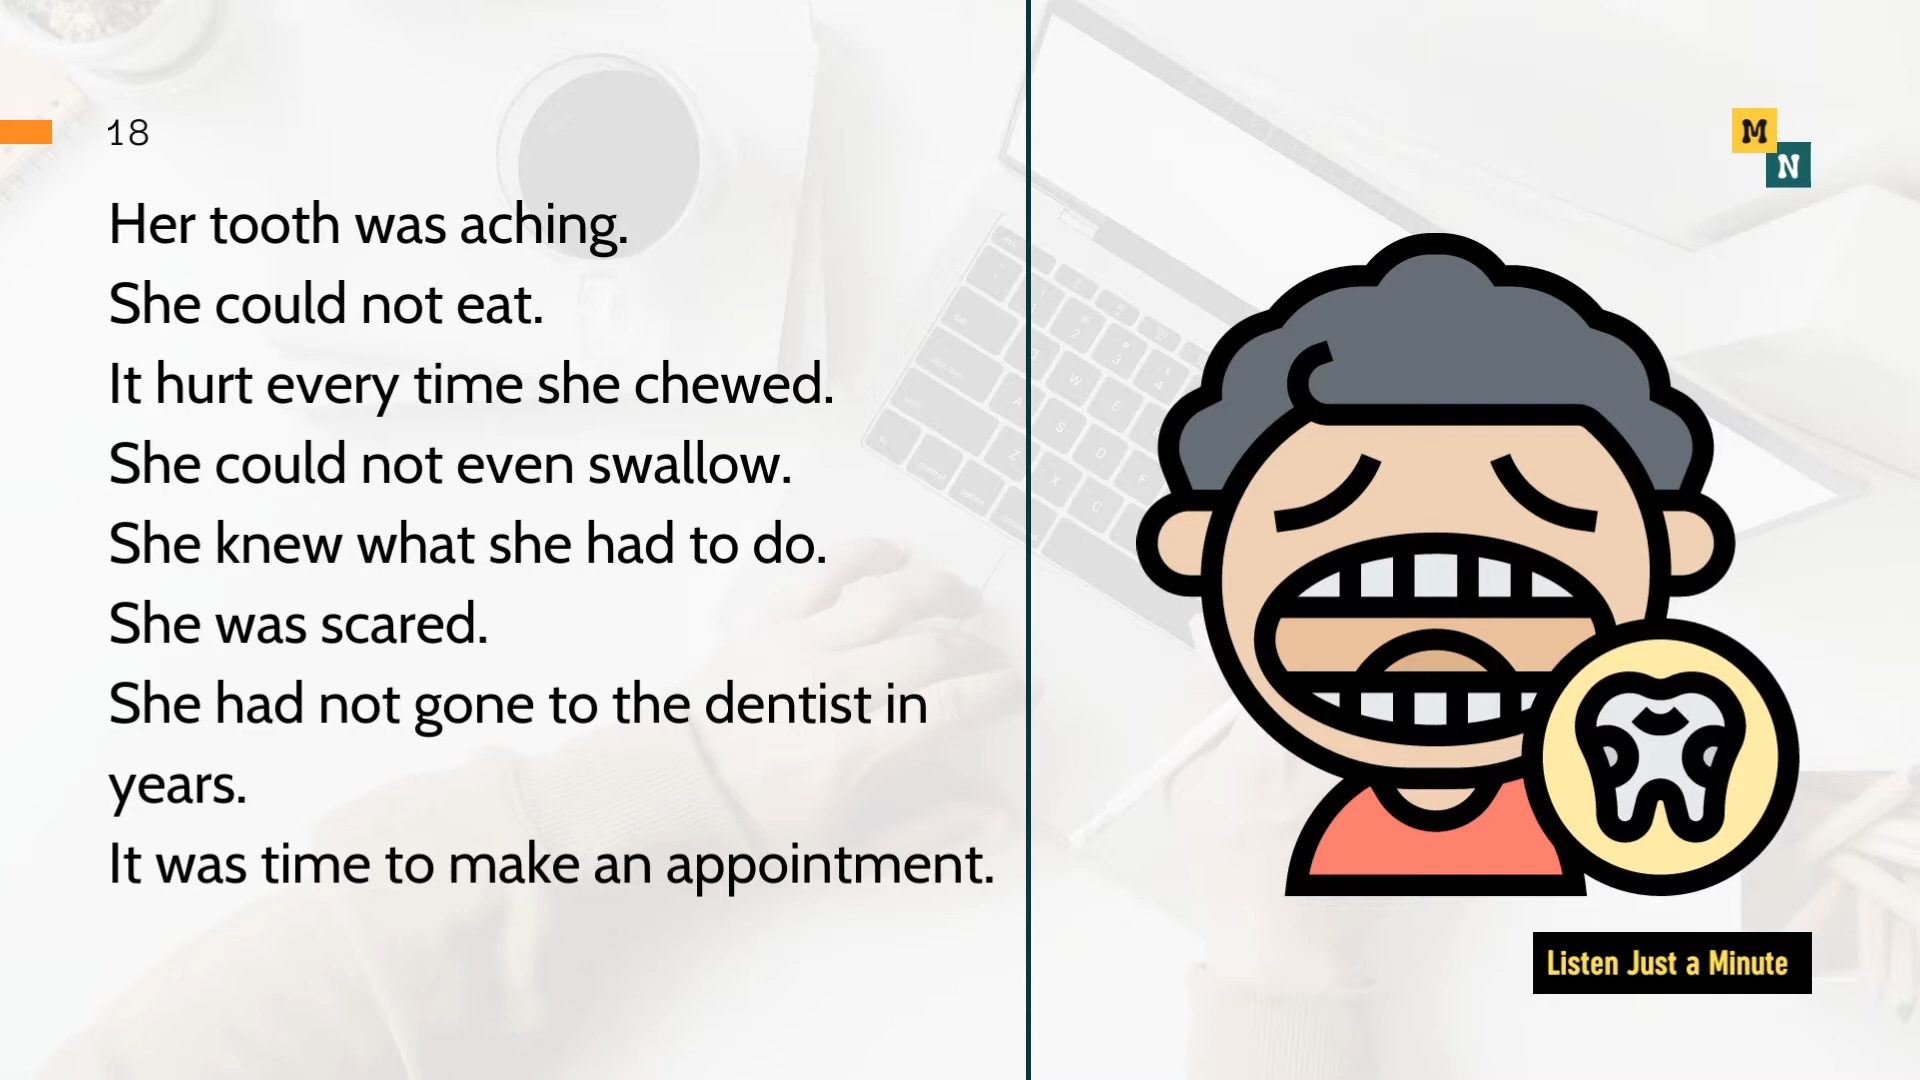 18
Her tooth was aching.
She could not eat.
It hurt every time she chewed.
She could not even swallow.
She knew what she had to do.
She was scared.
She had not gone to the dentist in
years.
It was time to make an appointment.
M
N
Listen Just a Minute